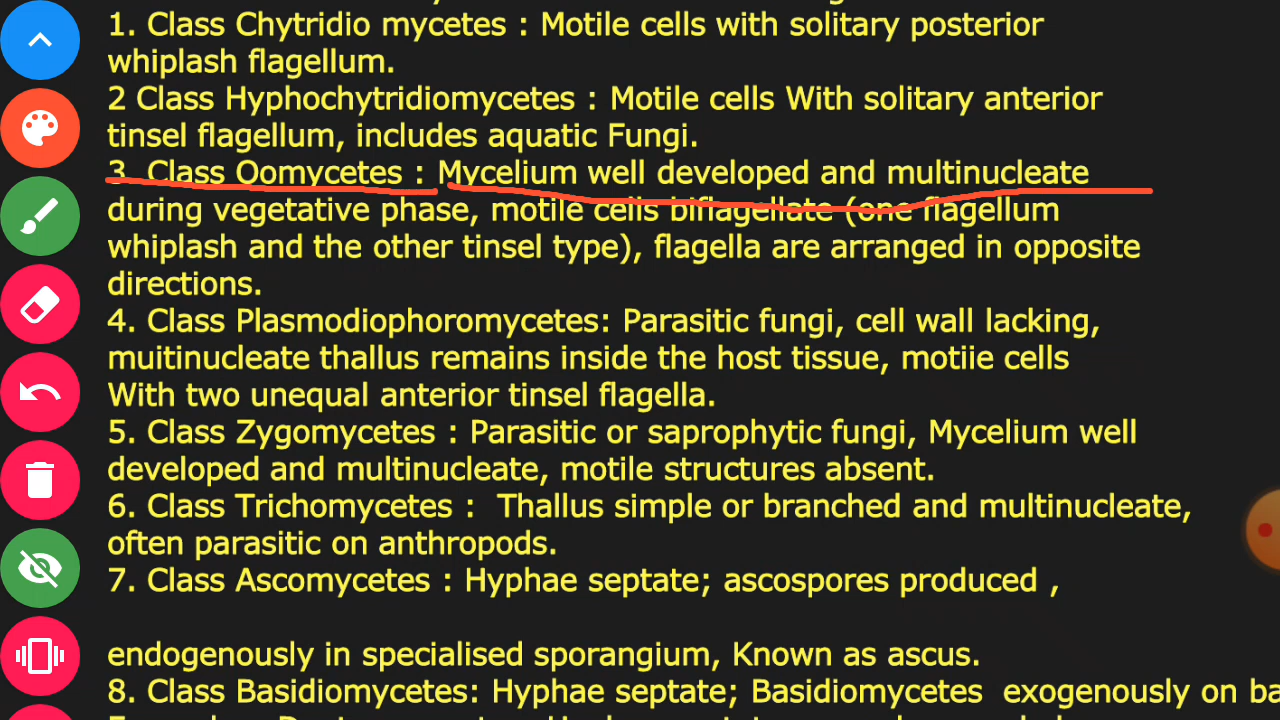 1. Class Chytridio mycetes : Motile cells with solitary posterior
whiplash flagellum.
2 Class Hyphochytridiomycetes : Motile cells With solitary anterior
tinsel flagellum, includes aquatic Fungi.
3. Class Oomycetes : Mycelium well developed and multinucleate
during vegetative phase, motile cells biflagellate (one flagellum
whiplash and the other tinsel type), flagella are arranged in opposite
directions.
4. Class Plasmodiophoromycetes: Parasitic fungi, cell wall lacking,
muitinucleate thallus remains inside the host tissue, motiie cells
With two unequal anterior tinsel flagella.
5. Class Zygomycetes : Parasitic or saprophytic fungi, Mycelium well
developed and multinucleate, motile structures absent.
6. Class Trichomycetes : Thallus simple or branched and multinucleate,
often parasitic on anthropods.
7. Class Ascomycetes : Hyphae septate; ascospores produced ,
endogenously in specialised sporangium, Known as ascus.
8. Class Basidiomycetes: Hyphae septate; Basidiomycetes exogenously on